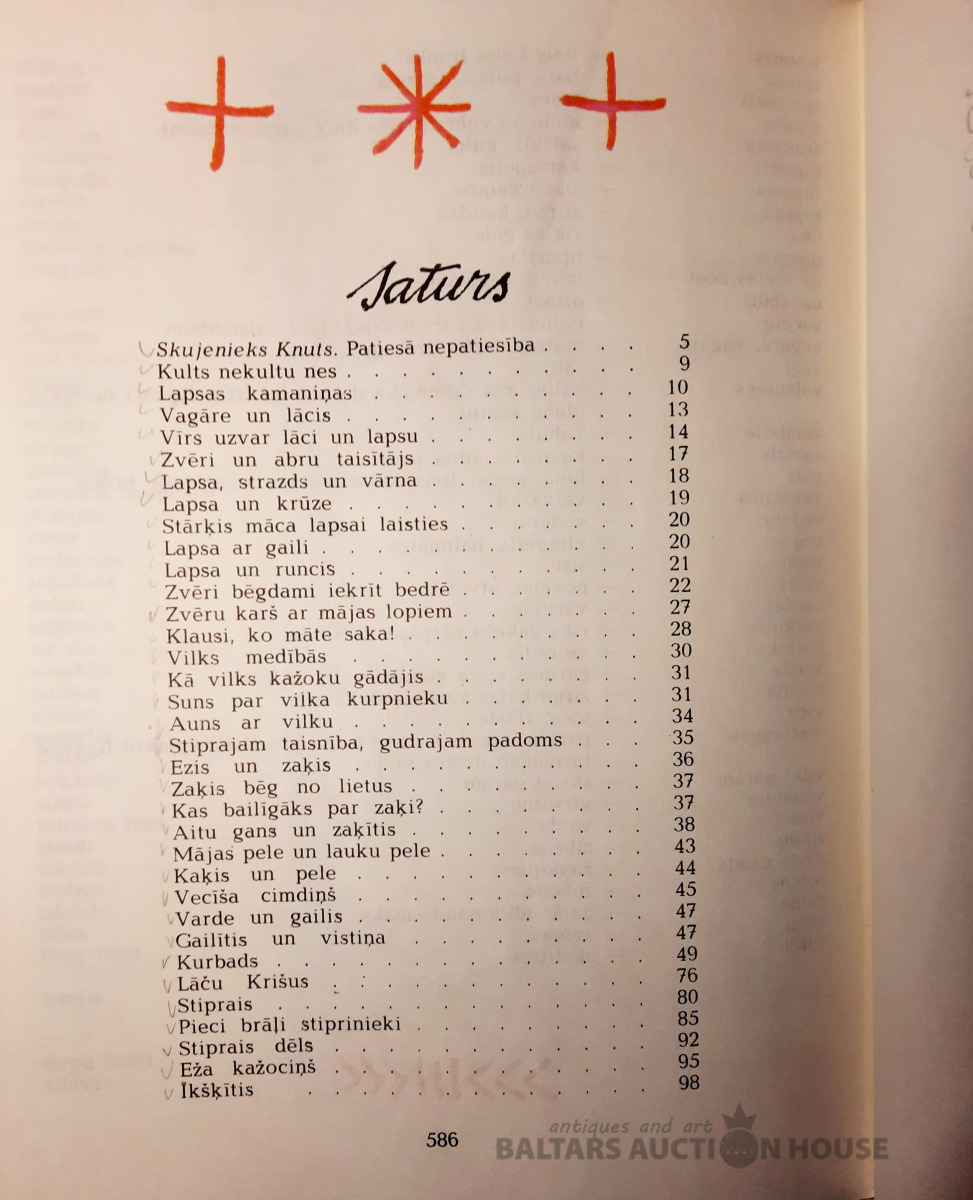 Saturs
Skujenieks Knuts. Patiesā nepatiesība . . . . 5
Kults nekultu nes . . . . . . . . . . . 9
Lapsas kamaniņas . . . . . . . . . . 10
Vagāre un lācis . . . . . . . . . . . 13
Vīrs uzvar lāci un lapsu . . . . . . . . 14
Zvēri un abru taisītājs . . . . . . . . 17
Lapsa, strazds un vārna . . . . . . . . 18
Lapsa un krūze . . . . . . . . . . . 19
Stārķis māca lapsai laisties . . . . . . . 20
Lapsa ar gaili . . . . . . . . . . . . 20
Lapsa un runcis . . . . . . . . . . . 21
Zvēri bēgdami iekrīt bedrē . . . . . . . 22
Zvēru karš ar mājas lopiem . . . . . . . 27
Klausi, ko māte saka! . . . . . . . . . 28
Vilks medībās . . . . . . . . . . . 30
Kā vilks kažoku gādājis . . . . . . . . 31
Suns par vilka kurpnieku . . . . . . . 31
Auns ar vilku . . . . . . . . . . . 34
Stiprajam taisnība, gudrajam padoms . . . 35
Ezis un zaķis . . . . . . . . . . . 36
Zaķis bēg no lietus . . . . . . . . . 37
Kas bailīgāks par zaķi? . . . . . . . . 37
Aitu gans un zaķītis . . . . . . . . . 38
Mājas pele un lauku pele . . . . . . . . 43
Kaķis un pele . . . . . . . . . . . 44
Vecīša cimdiņš . . . . . . . . . . . 45
Varde un gailis . . . . . . . . . . . 47
Gailītis un vistiņa . . . . . . . . . 47
Kurbads . . . . . . . . . . . . . . 49
Lāču Krišus . . . . . . . . . . . . 76
Stiprais . . . . . . . . . . . . . . 80
Pieci brāļi stiprinieki . . . . . . . . . 85
Stiprais dēls . . . . . . . . . . . . 92
Eža kažociņš . . . . . . . . . . . . 95
Īkšķītis . . . . . . . . . . . . . 98
586
antiques and art
BALTARS AUCTION HOUSE